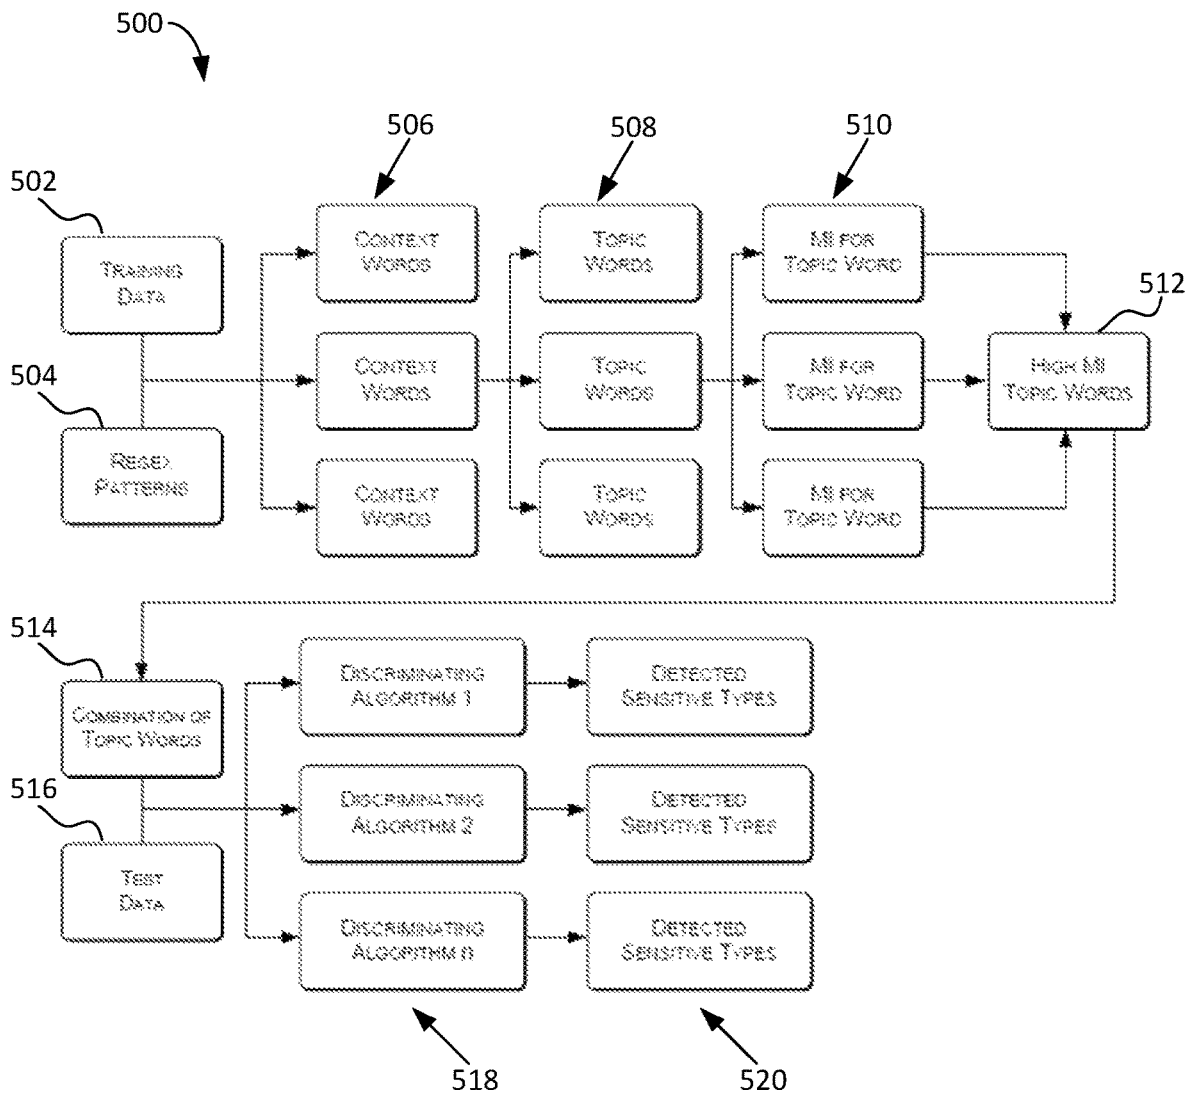 500
506
508
510
502
CONTEXT
WORDS
TOPIC
WORDS
MI FOR
TOPIC WORD
TRAINING
DATA
512
504
CONTEXT
WORDS
TOPIC
WORDS
MI FOR
TOPIC WORD
HIGH MI
TOPIC WORDS
REGEX
PATTERNS
CONTEXT
WORDS
TOPIC
WORDS
MI FOR
TOPIC WORD
514
DISCRIMINATING
ALGORITHM 1
DETECTED
SENSITIVE TYPES
COMBINATION OF
TOPIC WORDS
516
DISCRIMINATING
ALGORITHM 2
DETECTED
SENSITIVE TYPES
TEST
DATA
DISCRIMINATING
ALGORITHM n
DETECTED
SENSITIVE TYPES
518
520